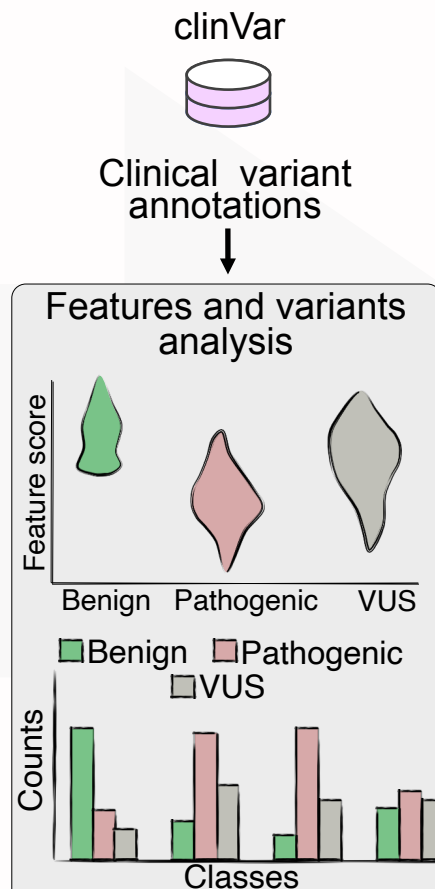 clinVar
Clinical variant
annotations
Features and variants
analysis
Feature score
Benign Pathogenic VUS
Benign Pathogenic
VUS
Counts
Classes